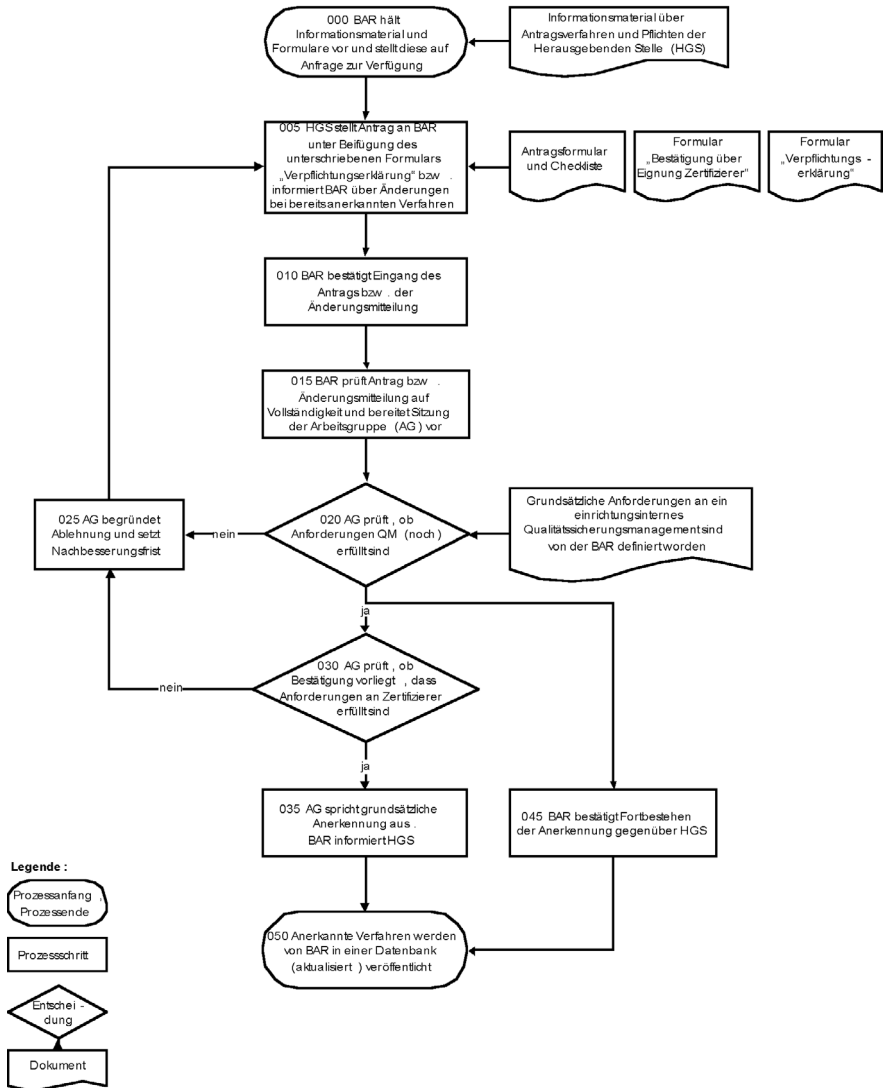 000 BAR hält
Informationsmaterial und
Formulare vor und stellt diese auf
Anfrage zur Verfügung
Informationsmaterial über
Antragsverfahren und Pflichten der
Herausgebenden Stelle (HGS)
005 HGS stellt Antrag an BAR
unter Beifügung des
unterschriebenen Formulars
„Verpflichtungserklärung" bzw .
informiert BAR über Änderungen
bei bereits anerkannten Verfahren
Antragsformular
und Checkliste
Formular
„Bestätigung über
Eignung Zertifizierer"
Formular
„Verpflichtungs -
erklärung"
010 BAR bestätigt Eingang des
Antrags bzw . der
Änderungsmitteilung
015 BAR prüft Antrag bzw .
Änderungsmitteilung auf
Vollständigkeit und bereitet Sitzung
der Arbeitsgruppe (AG ) vor
025 AG begründet
Ablehnung und setzt
Nachbesserungsfrist
nein
020 AG prüft , ob
Anforderungen QM (noch )
erfüllt sind
Grundsätzliche Anforderungen an ein
einrichtungsinternes
Qualitätssicherungsmanagement sind
von der BAR definiert worden
ja
nein
030 AG prüft , ob
Bestätigung vorliegt , dass
Anforderungen an Zertifizierer
erfüllt sind
ja
035 AG spricht grundsätzliche
Anerkennung aus .
BAR informiert HGS
045 BAR bestätigt Fortbestehen
der Anerkennung gegenüber HGS
050 Anerkannte Verfahren werden
von BAR in einer Datenbank
(aktualisiert ) veröffentlicht
Legende :
Prozessanfang ,
Prozessende
Prozessschritt
Entschei -
dung
Dokument